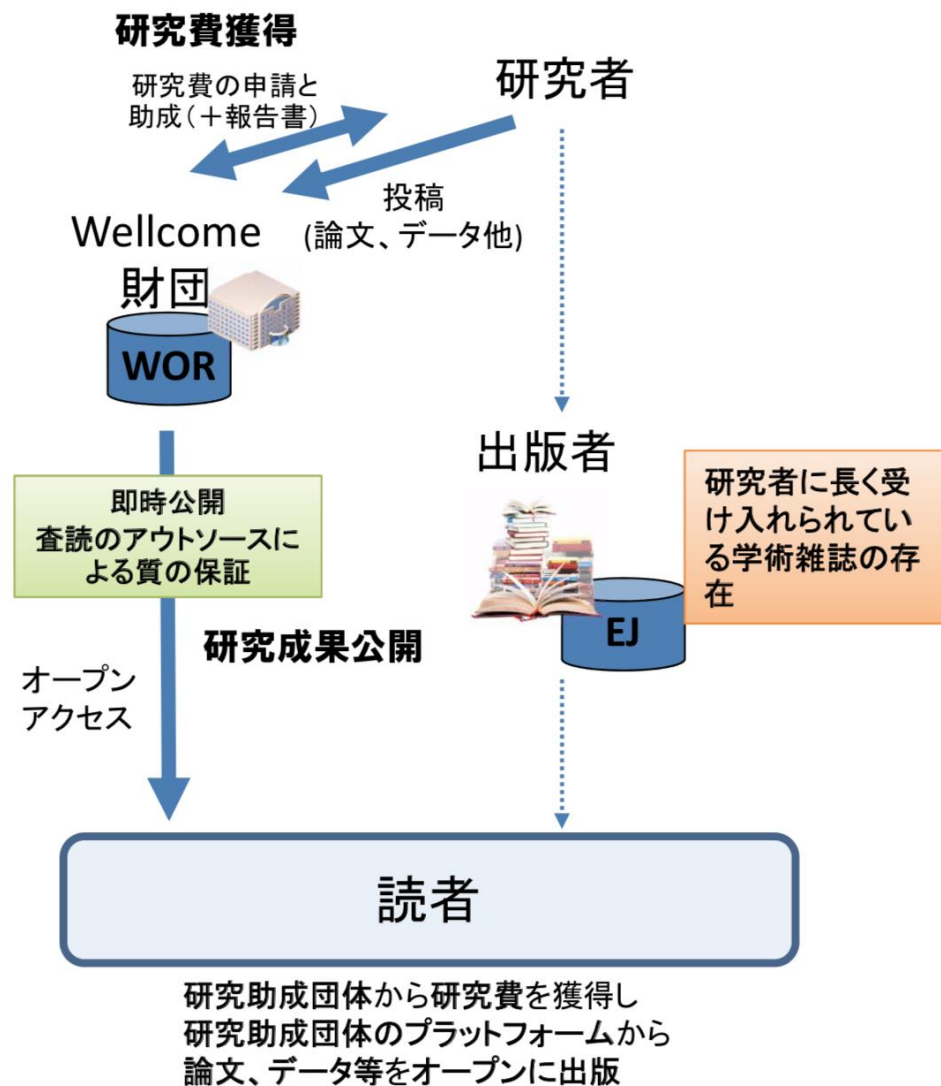 研究費獲得
研究費の申請と
助成（＋報告書）
研究者
投稿
(論文、データ他)
Wellcome
財団
WOR
出版者
研究者に長く受
け入れられてい
る学術雑誌の存
在
即時公開
査読のアウトソースに
よる質の保証
EJ
研究成果公開
オープン
アクセス
読者
研究助成団体から研究費を獲得し
研究助成団体のプラットフォームから
論文、データ等をオープンに出版